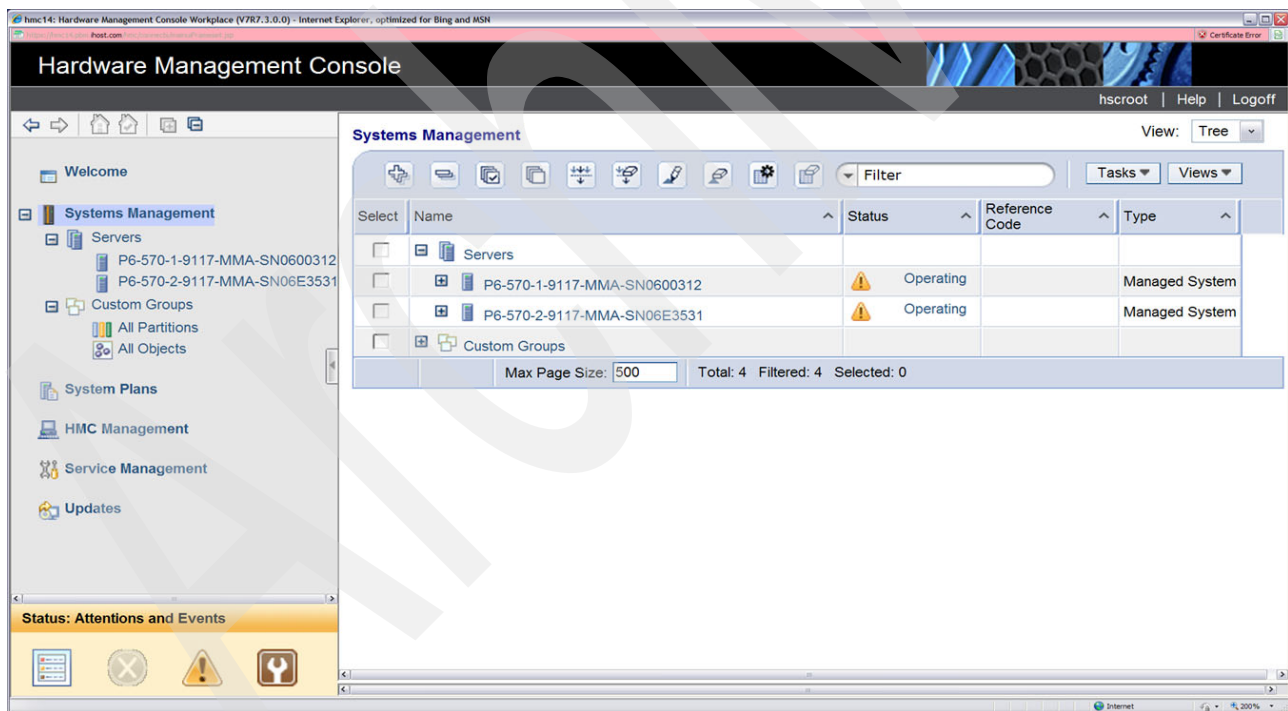 hmc14: Hardware Management Console Workplace (V7R7.3.0.0) - Internet Explorer, optimized for Bing and MSN
ihost.com
Certificate Error
Hardware Management Console
hscroot | Help | Logoff
Systems Management
View: Tree
Welcome
Systems Management
Servers
P6-570-1-9117-MMA-SN0600312
P6-570-2-9117-MMA-SN06E3531
Custom Groups
All Partitions
All Objects
System Plans
HMC Management
Service Management
Updates
Filter
Tasks
Views
Select Name Status Reference Code Type
Servers
P6-570-1-9117-MMA-SN0600312 Operating Managed System
P6-570-2-9117-MMA-SN06E3531 Operating Managed System
Custom Groups
Max Page Size: 500 Total: 4 Filtered: 4 Selected: 0
Status: Attentions and Events
Internet
200%